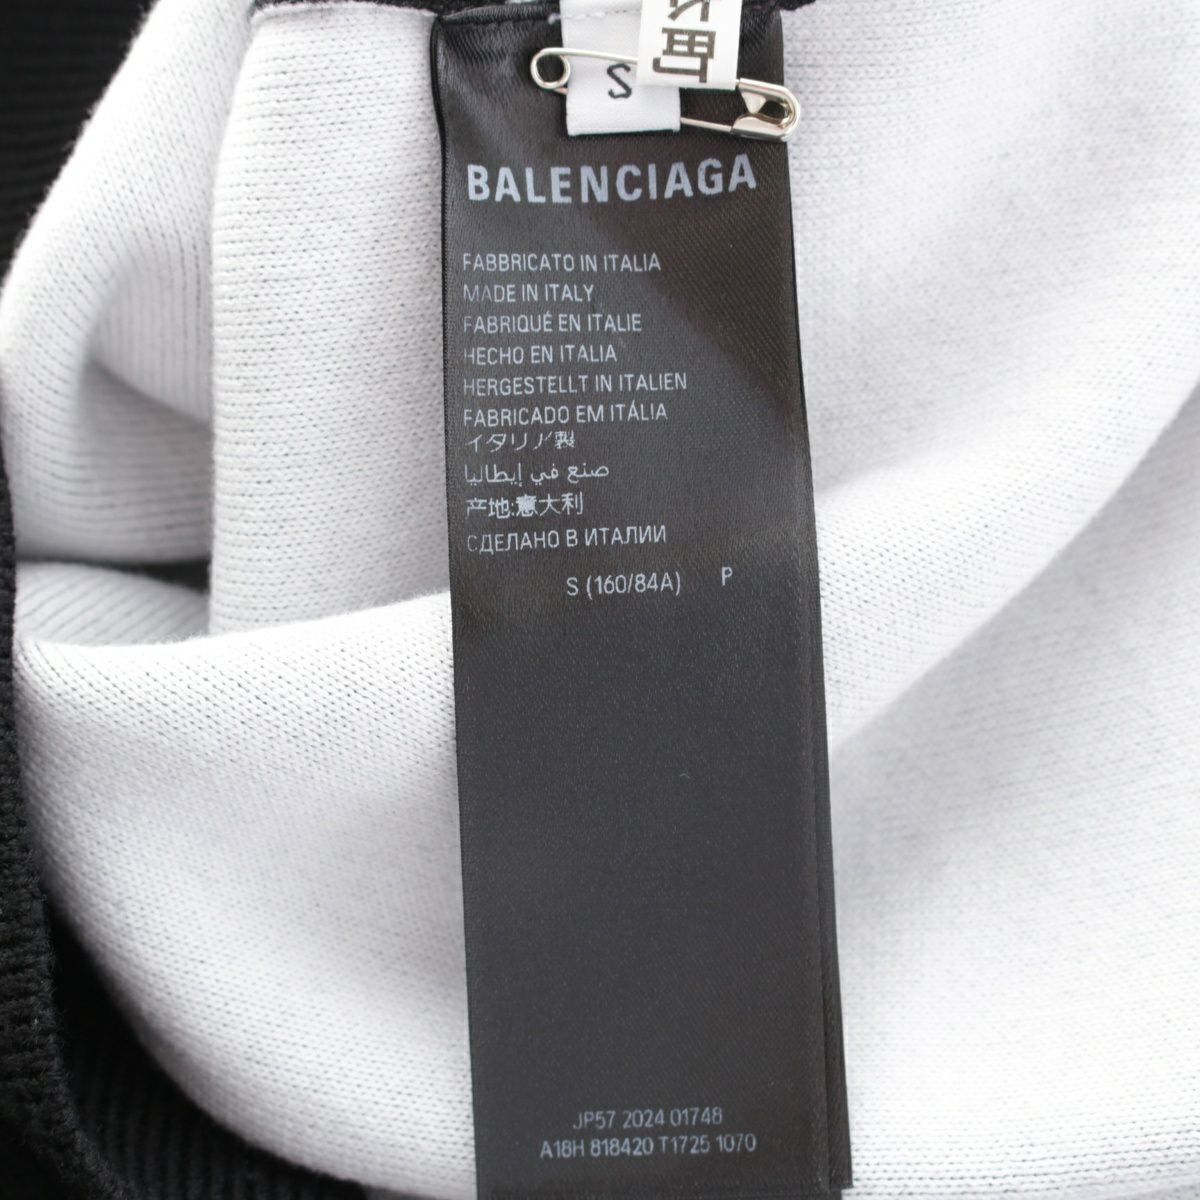 S
町
BALENCIAGA
FABBRICATO IN ITALIA
MADE IN ITALY
FABRIQUÉ EN ITALIE
HECHO EN ITALIA
HERGESTELLT IN ITALIEN
FABRICADO EM ITÁLIA
イタリア製
صنع في إيطاليا
产地:意大利
СДЕЛАНО В ИТАЛИИ
S (160/84A) P
JP57 2024 01748
A18H 818420 T1725 1070